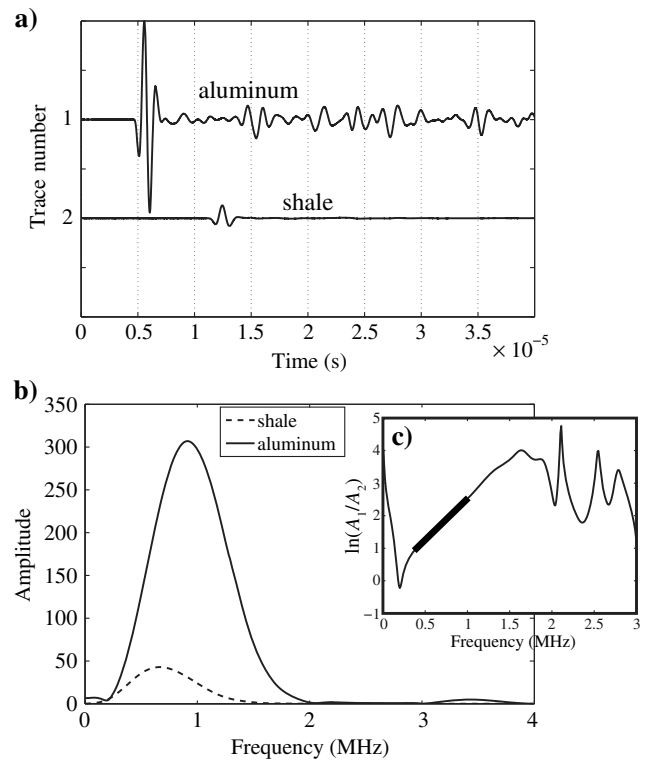 a)
Trace number
1
2
aluminum
shale
0 0.5 1 1.5 2 2.5 3 3.5 4
× 10⁻⁵
Time (s)
b)
Amplitude
350
300
250
200
150
100
50
0
shale
aluminum
0 1 2 3 4
Frequency (MHz)
c)
ln(A₁/A₂)
5
4
3
2
1
0
−1
0 0.5 1 1.5 2 2.5 3
Frequency (MHz)